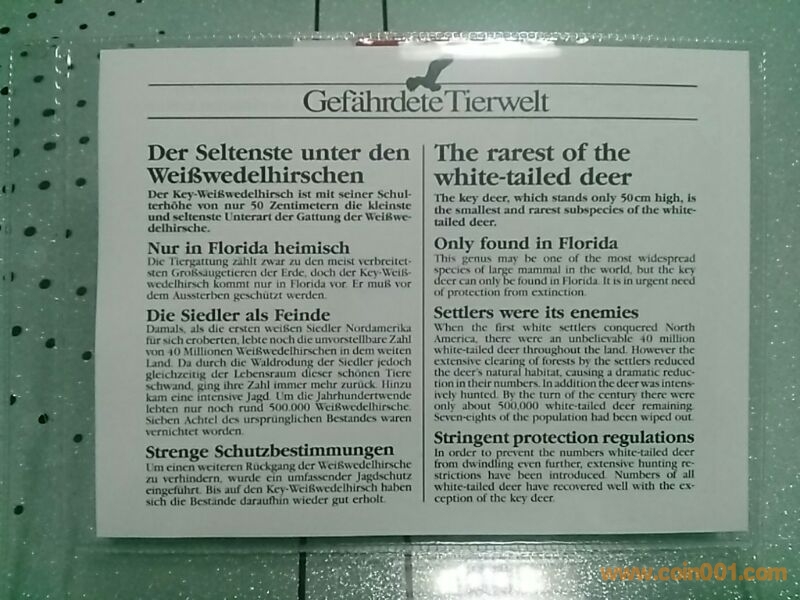 Gefährdete Tierwelt
Der Seltenste unter den
Weißwedelhirschen
Der Key-Weißwedelhirsch ist mit seiner Schul-
terhöhe von nur 50 Zentimetern die kleinste
und seltenste Unterart der Gattung der Weißwe-
delhirsche.
Nur in Florida heimisch
Die Tiergattung zählt zwar zu den meist verbreitet-
sten Großsäugetieren der Erde, doch der Key-Weiß-
wedelhirsch kommt nur in Florida vor. Er muß vor
dem Aussterben geschützt werden.
Die Siedler als Feinde
Damals, als die ersten weißen Siedler Nordamerika
für sich eroberten, lebte noch die unvorstellbare Zahl
von 40 Millionen Weißwedelhirschen in dem weiten
Land. Da durch die Waldrodung der Siedler jedoch
gleichzeitig der Lebensraum dieser schönen Tiere
schwand, ging ihre Zahl immer mehr zurück. Hinzu
kam eine intensive Jagd. Um die Jahrhundertwende
lebten nur noch rund 500.000 Weißwedelhirsche.
Sieben Achtel des ursprünglichen Bestandes waren
vernichtet worden.
Strenge Schutzbestimmungen
Um einen weiteren Rückgang der Weißwedelhirsche
zu verhindern, wurde ein umfassender Jagdschutz
eingeführt. Bis auf den Key-Weißwedelhirsch haben
sich die Bestände daraufhin wieder gut erholt.
The rarest of the
white-tailed deer
The key deer, which stands only 50 cm high, is
the smallest and rarest subspecies of the white-
tailed deer.
Only found in Florida
This genus may be one of the most widespread
species of large mammal in the world, but the key
deer can only be found in Florida. It is in urgent need
of protection from extinction.
Settlers were its enemies
When the first white settlers conquered North
America, there were an unbelievable 40 million
white-tailed deer throughout the land. However the
extensive clearing of forests by the settlers reduced
the deer's natural habitat, causing a dramatic reduc-
tion in their numbers. In addition the deer was intens-
ively hunted. By the turn of the century there were
only about 500,000 white-tailed deer remaining.
Seven-eights of the population had been wiped out.
Stringent protection regulations
In order to prevent the numbers white-tailed deer
from dwindling even further, extensive hunting re-
strictions have been introduced. Numbers of all
white-tailed deer have recovered well with the ex-
ception of the key deer.
www.coin001.com